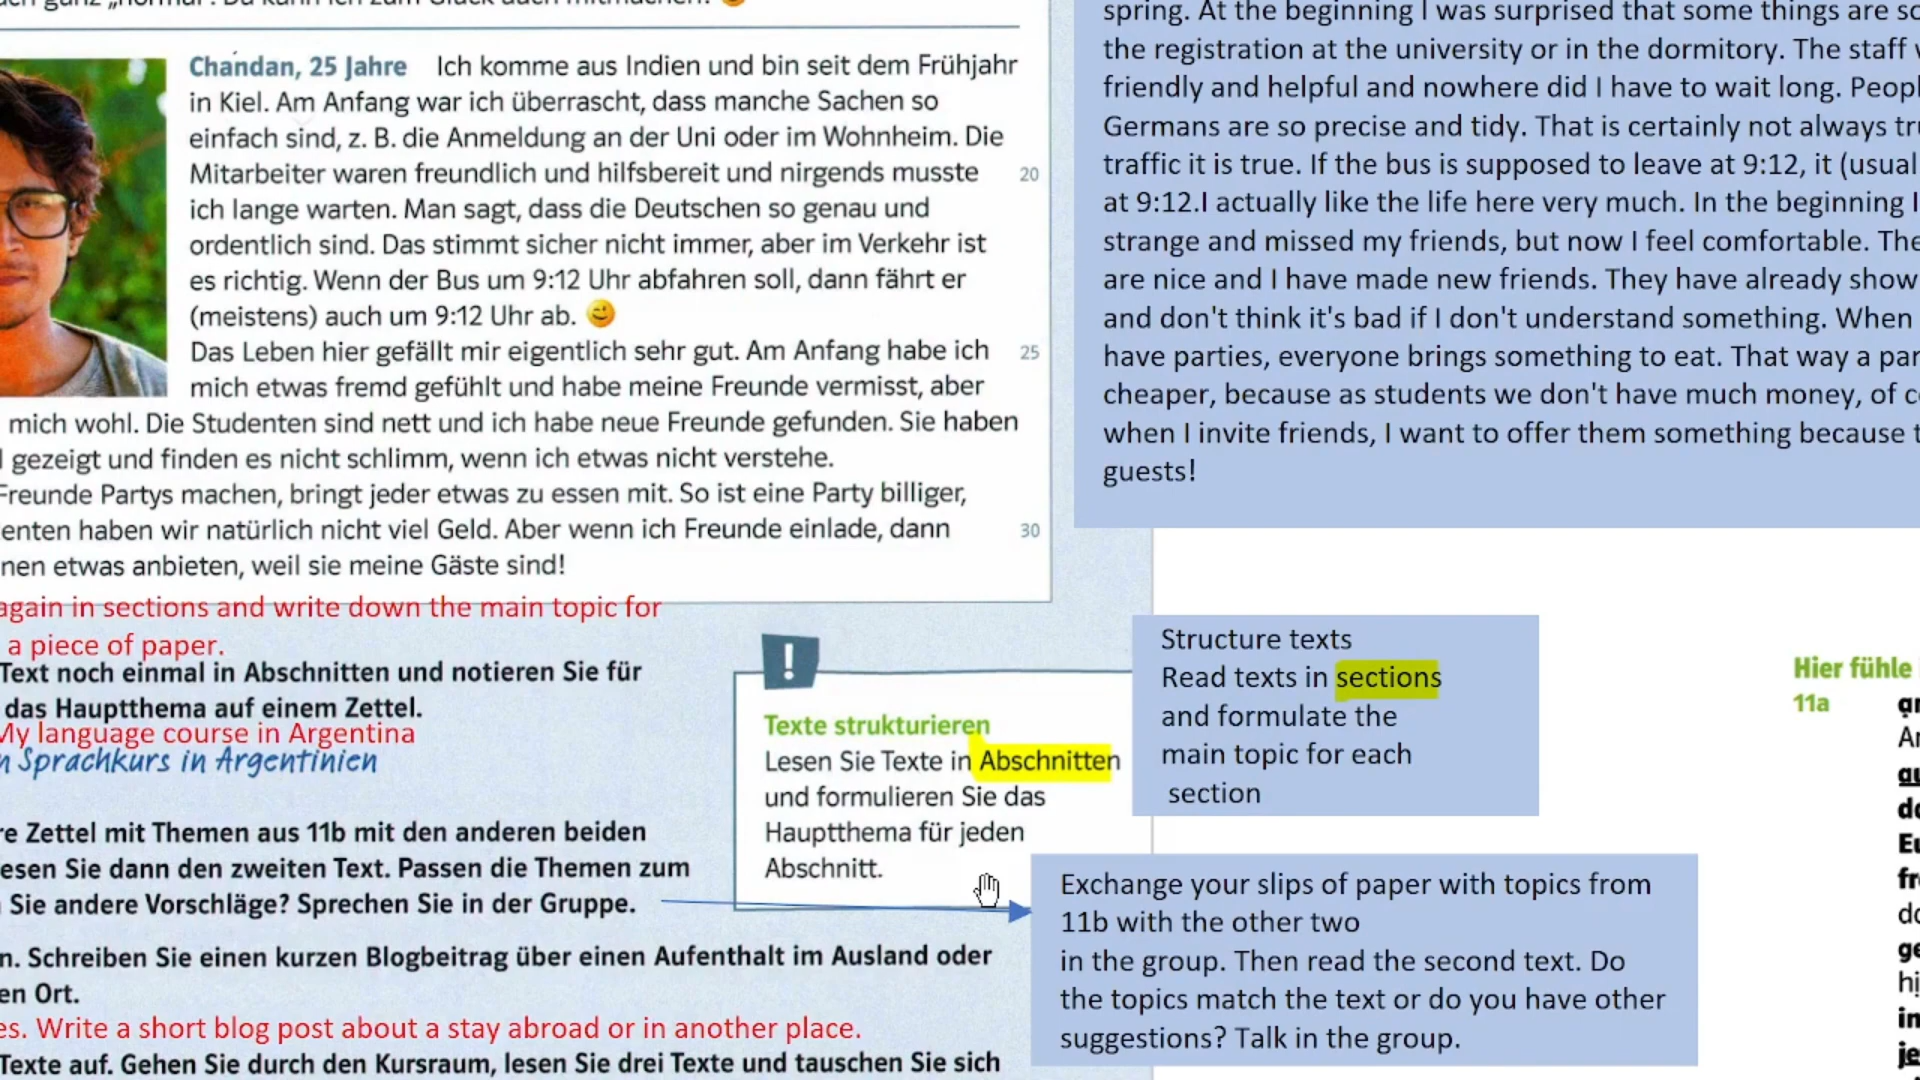 Chandan, 25 Jahre Ich komme aus Indien und bin seit dem Frühjahr
in Kiel. Am Anfang war ich überrascht, dass manche Sachen so
einfach sind, z. B. die Anmeldung an der Uni oder im Wohnheim. Die
Mitarbeiter waren freundlich und hilfsbereit und nirgends musste 20
ich lange warten. Man sagt, dass die Deutschen so genau und
ordentlich sind. Das stimmt sicher nicht immer, aber im Verkehr ist
es richtig. Wenn der Bus um 9:12 Uhr abfahren soll, dann fährt er
(meistens) auch um 9:12 Uhr ab.
Das Leben hier gefällt mir eigentlich sehr gut. Am Anfang habe ich 25
mich etwas fremd gefühlt und habe meine Freunde vermisst, aber
mich wohl. Die Studenten sind nett und ich habe neue Freunde gefunden. Sie haben
gezeigt und finden es nicht schlimm, wenn ich etwas nicht verstehe.
Freunde Partys machen, bringt jeder etwas zu essen mit. So ist eine Party billiger,
enten haben wir natürlich nicht viel Geld. Aber wenn ich Freunde einlade, dann 30
nen etwas anbieten, weil sie meine Gäste sind!
again in sections and write down the main topic for
a piece of paper.
Text noch einmal in Abschnitten und notieren Sie für
das Hauptthema auf einem Zettel.
My language course in Argentina
n Sprachkurs in Argentinien
re Zettel mit Themen aus 11b mit den anderen beiden
esen Sie dann den zweiten Text. Passen die Themen zum
Sie andere Vorschläge? Sprechen Sie in der Gruppe.
n. Schreiben Sie einen kurzen Blogbeitrag über einen Aufenthalt im Ausland oder
en Ort.
es. Write a short blog post about a stay abroad or in another place.
Texte auf. Gehen Sie durch den Kursraum, lesen Sie drei Texte und tauschen Sie sich
!
Texte strukturieren
Lesen Sie Texte in Abschnitten
und formulieren Sie das
Hauptthema für jeden
Abschnitt.
spring. At the beginning I was surprised that some things are so
the registration at the university or in the dormitory. The staff
friendly and helpful and nowhere did I have to wait long. Peopl
Germans are so precise and tidy. That is certainly not always tr
traffic it is true. If the bus is supposed to leave at 9:12, it (usual
at 9:12.I actually like the life here very much. In the beginning I
strange and missed my friends, but now I feel comfortable. The
are nice and I have made new friends. They have already show
and don't think it's bad if I don't understand something. When
have parties, everyone brings something to eat. That way a par
cheaper, because as students we don't have much money, of c
when I invite friends, I want to offer them something because t
guests!
Structure texts
Read texts in sections
and formulate the
main topic for each
section
Exchange your slips of paper with topics from
11b with the other two
in the group. Then read the second text. Do
the topics match the text or do you have other
suggestions? Talk in the group.
Hier fühle
11a